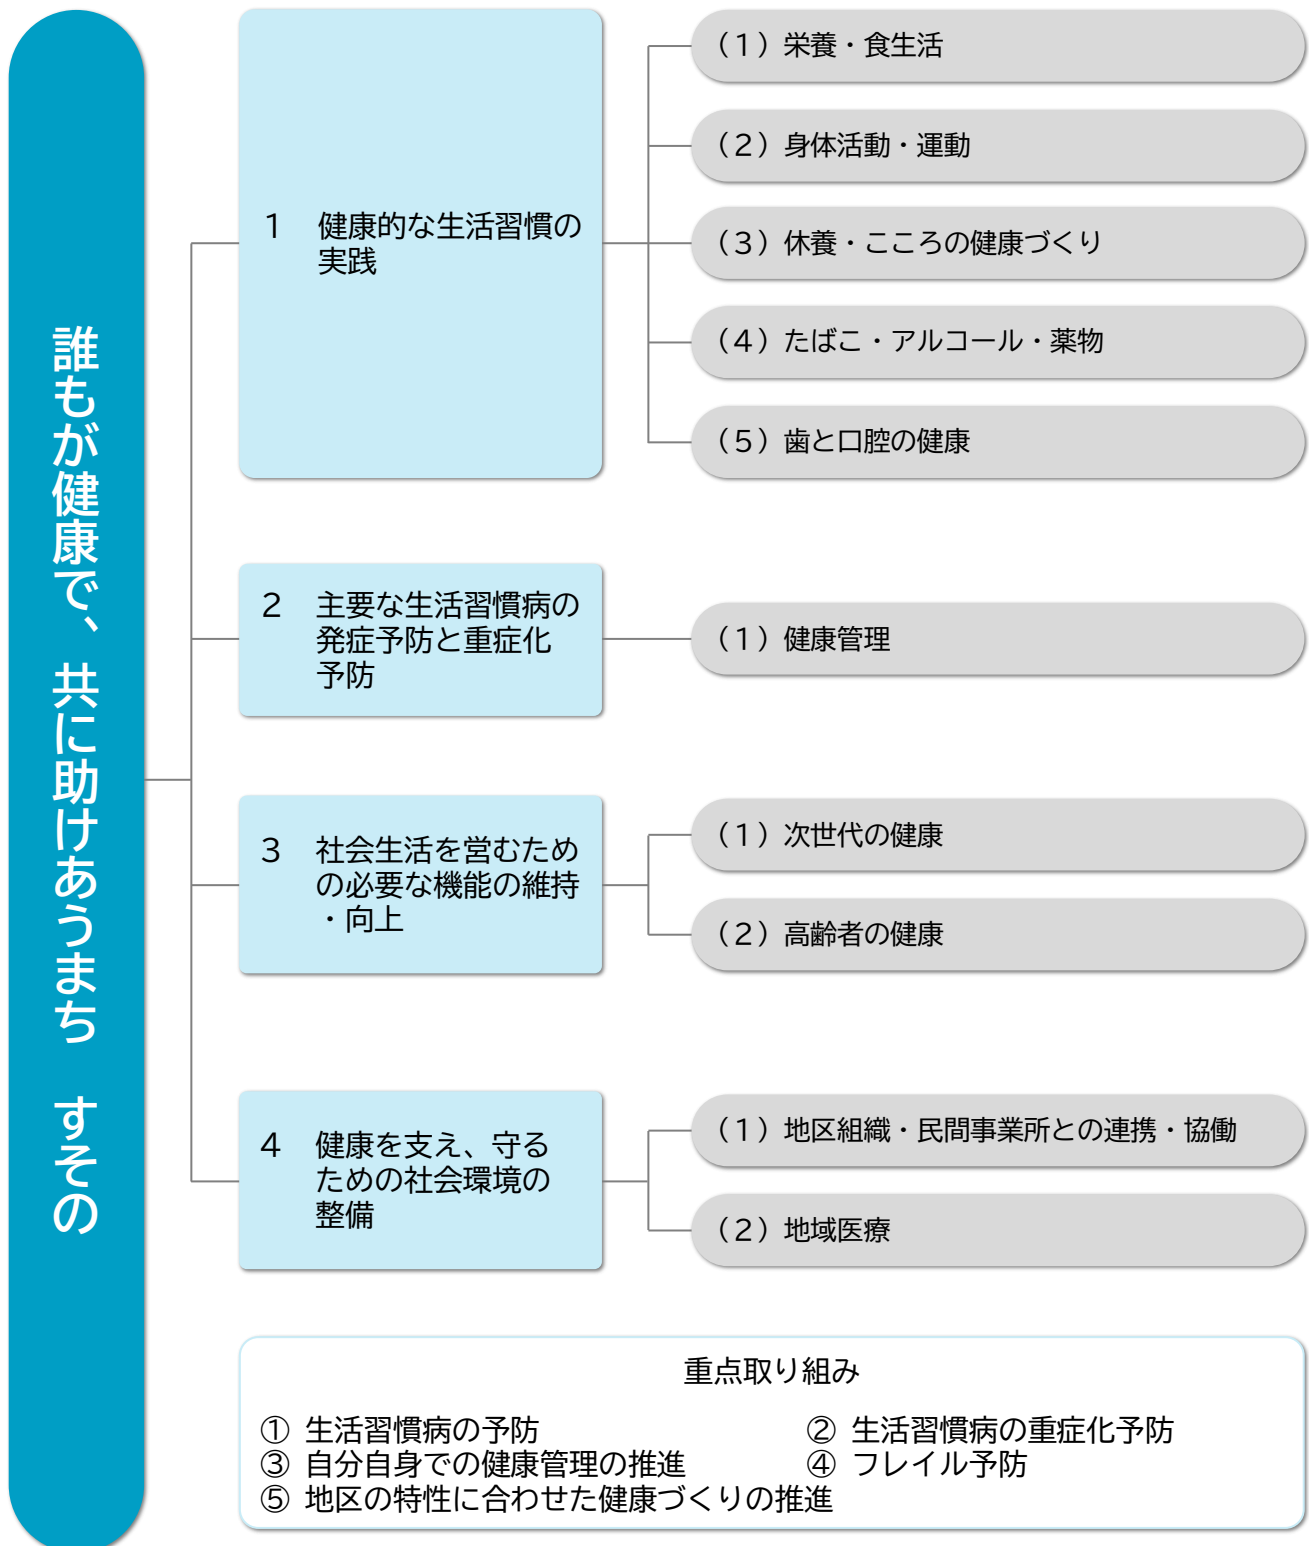 誰もが健康で、共に助けあうまち　すその
１　健康的な生活習慣の
実践
（１）栄養・食生活
（２）身体活動・運動
（３）休養・こころの健康づくり
（４）たばこ・アルコール・薬物
（５）歯と口腔の健康
２　主要な生活習慣病の
発症予防と重症化
予防
（１）健康管理
３　社会生活を営むため
の必要な機能の維持
・向上
（１）次世代の健康
（２）高齢者の健康
４　健康を支え、守る
ための社会環境の
整備
（１）地区組織・民間事業所との連携・協働
（２）地域医療
重点取り組み
① 生活習慣病の予防　② 生活習慣病の重症化予防
③ 自分自身での健康管理の推進　④ フレイル予防
⑤ 地区の特性に合わせた健康づくりの推進